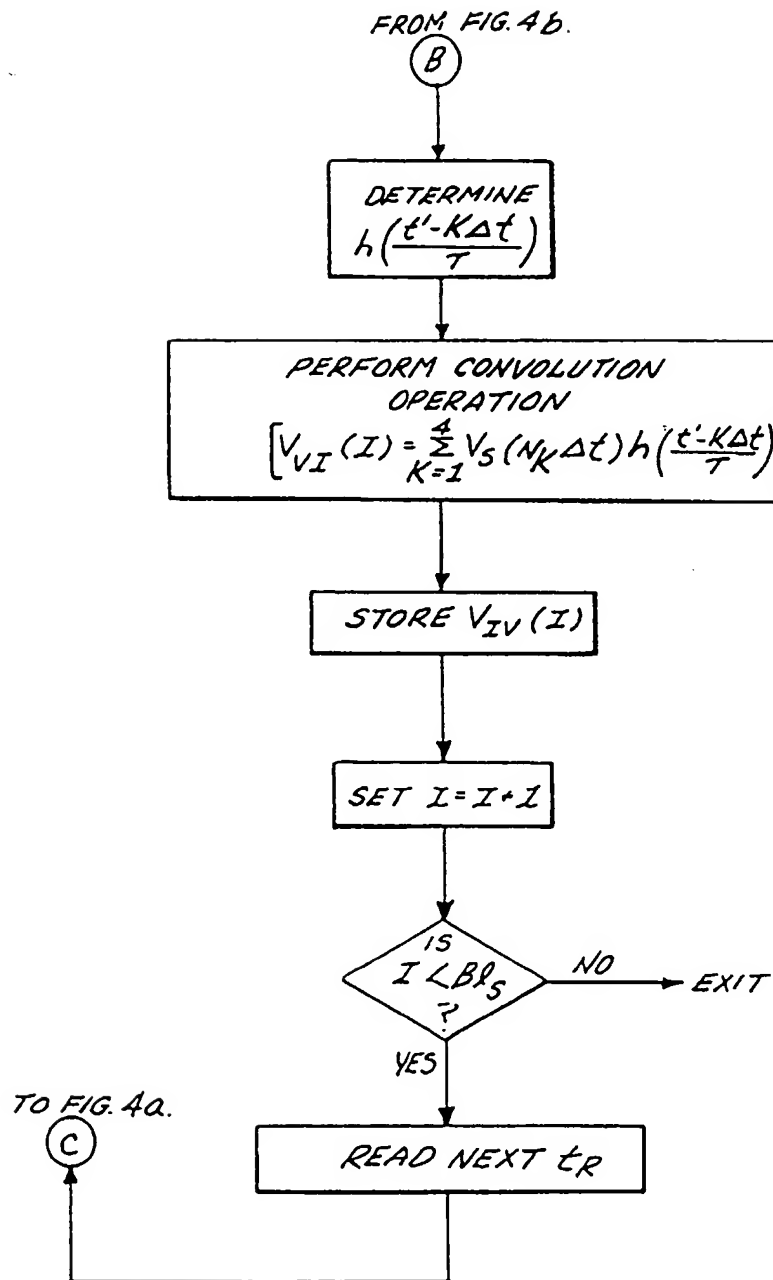 FROM FIG. 4b.
B
DETERMINE
h(t'-KΔt/T)
PERFORM CONVOLUTION
OPERATION
[V_VI (I) = Σ_{K=1}^{4} V_S (N_K Δt) h(t'-KΔt/T)
STORE V_IV (I)
SET I = I + 1
IS
I < Bl_S
?
NO
EXIT
YES
TO FIG. 4a.
C
READ NEXT t_R